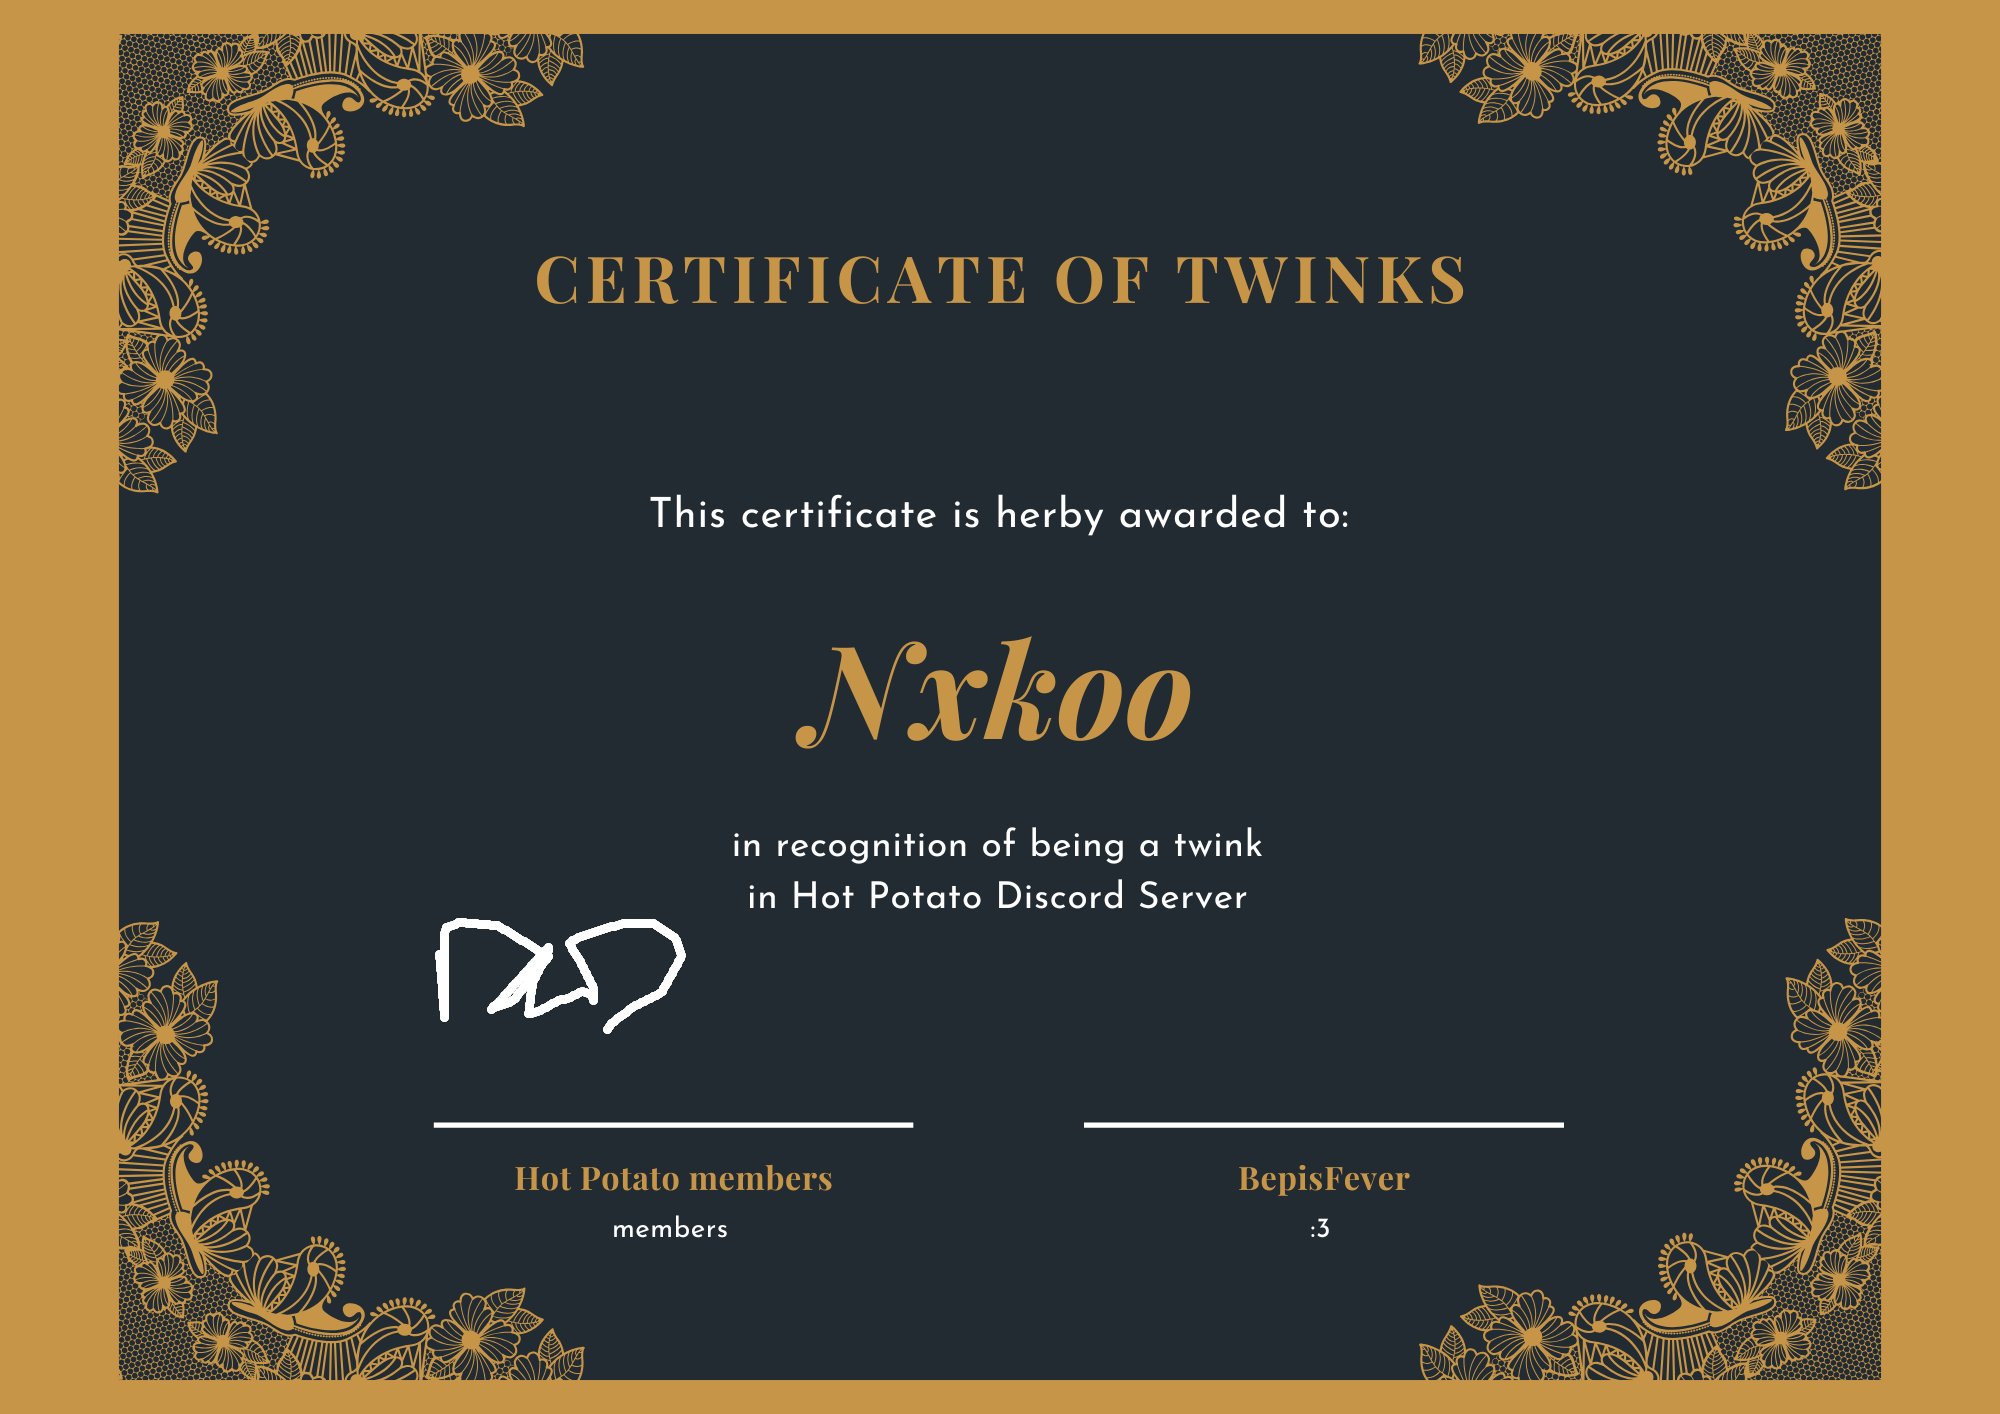 CERTIFICATE OF TWINKS
This certificate is herby awarded to:
Nxkoo
in recognition of being a twink
in Hot Potato Discord Server
Hot Potato members
members
BepisFever
:3